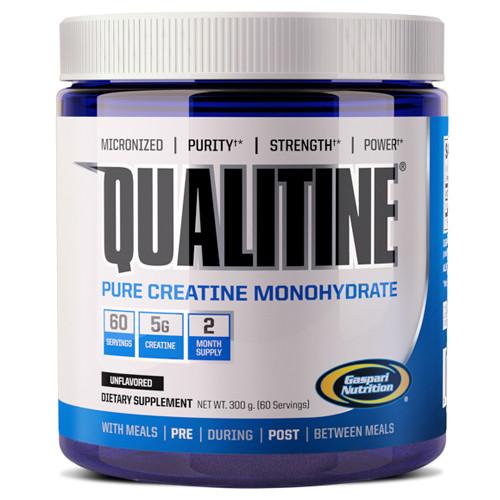 MICRONIZED | PURITY†* | STRENGTH†* | POWER†*
QUALITINE®
PURE CREATINE MONOHYDRATE
60 SERVINGS
5G CREATINE
2 MONTH SUPPLY
UNFLAVORED
DIETARY SUPPLEMENT NET WT. 300 g. (60 Servings)
Gaspari Nutrition®
WITH MEALS | PRE | DURING | POST | BETWEEN MEALS